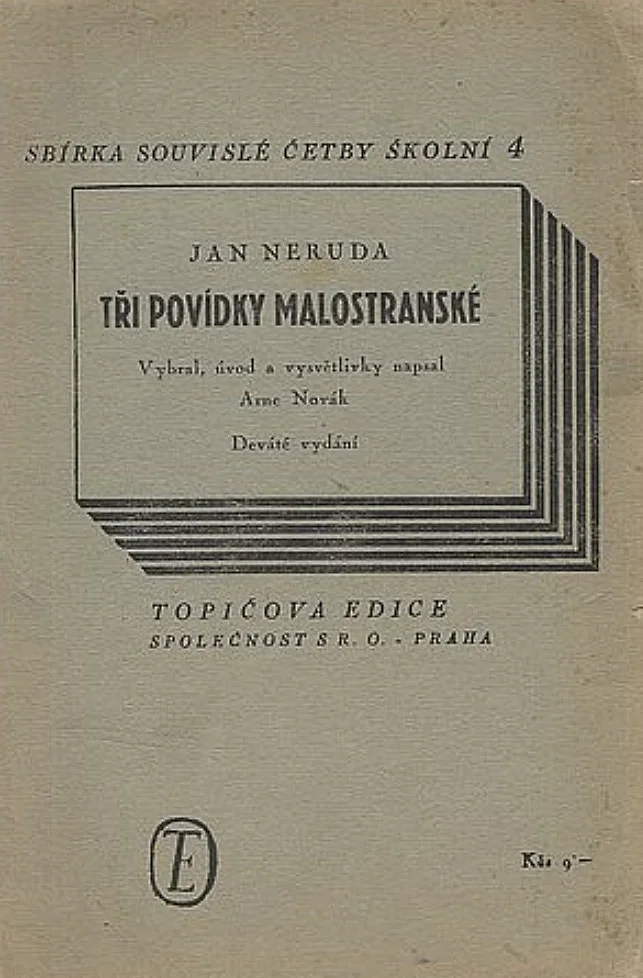 SBÍRKA SOUVISLÉ ČETBY ŠKOLNÍ 4
JAN NERUDA
TŘI POVÍDKY MALOSTRANSKÉ
Vybral, úvod a vysvětlivky napsal
Arne Novák
Deváté vydání
TOPIČOVA EDICE
SPOLEČNOST S R. O. - PRAHA
TE
Kčs 9·—